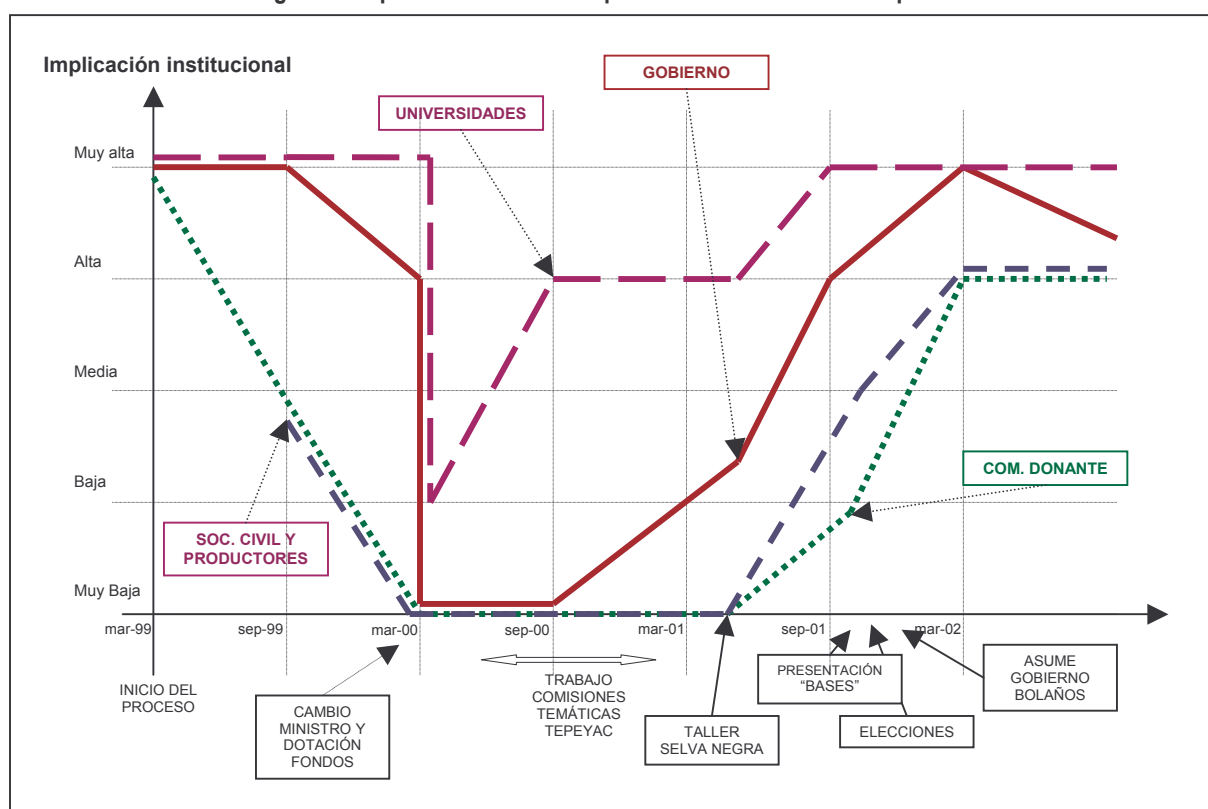 Implicación institucional
GOBIERNO
UNIVERSIDADES
Muy alta
Alta
Media
Baja
COM. DONANTE
SOC. CIVIL Y
PRODUCTORES
Muy Baja
mar-99
sep-99
mar-00
sep-00
mar-01
sep-01
mar-02
INICIO DEL
PROCESO
CAMBIO
MINISTRO Y
DOTACIÓN
FONDOS
TRABAJO
COMISIONES
TEMÁTICAS
TEPEYAC
TALLER
SELVA NEGRA
PRESENTACIÓN
“BASES”
ELECCIONES
ASUME
GOBIERNO
BOLAÑOS